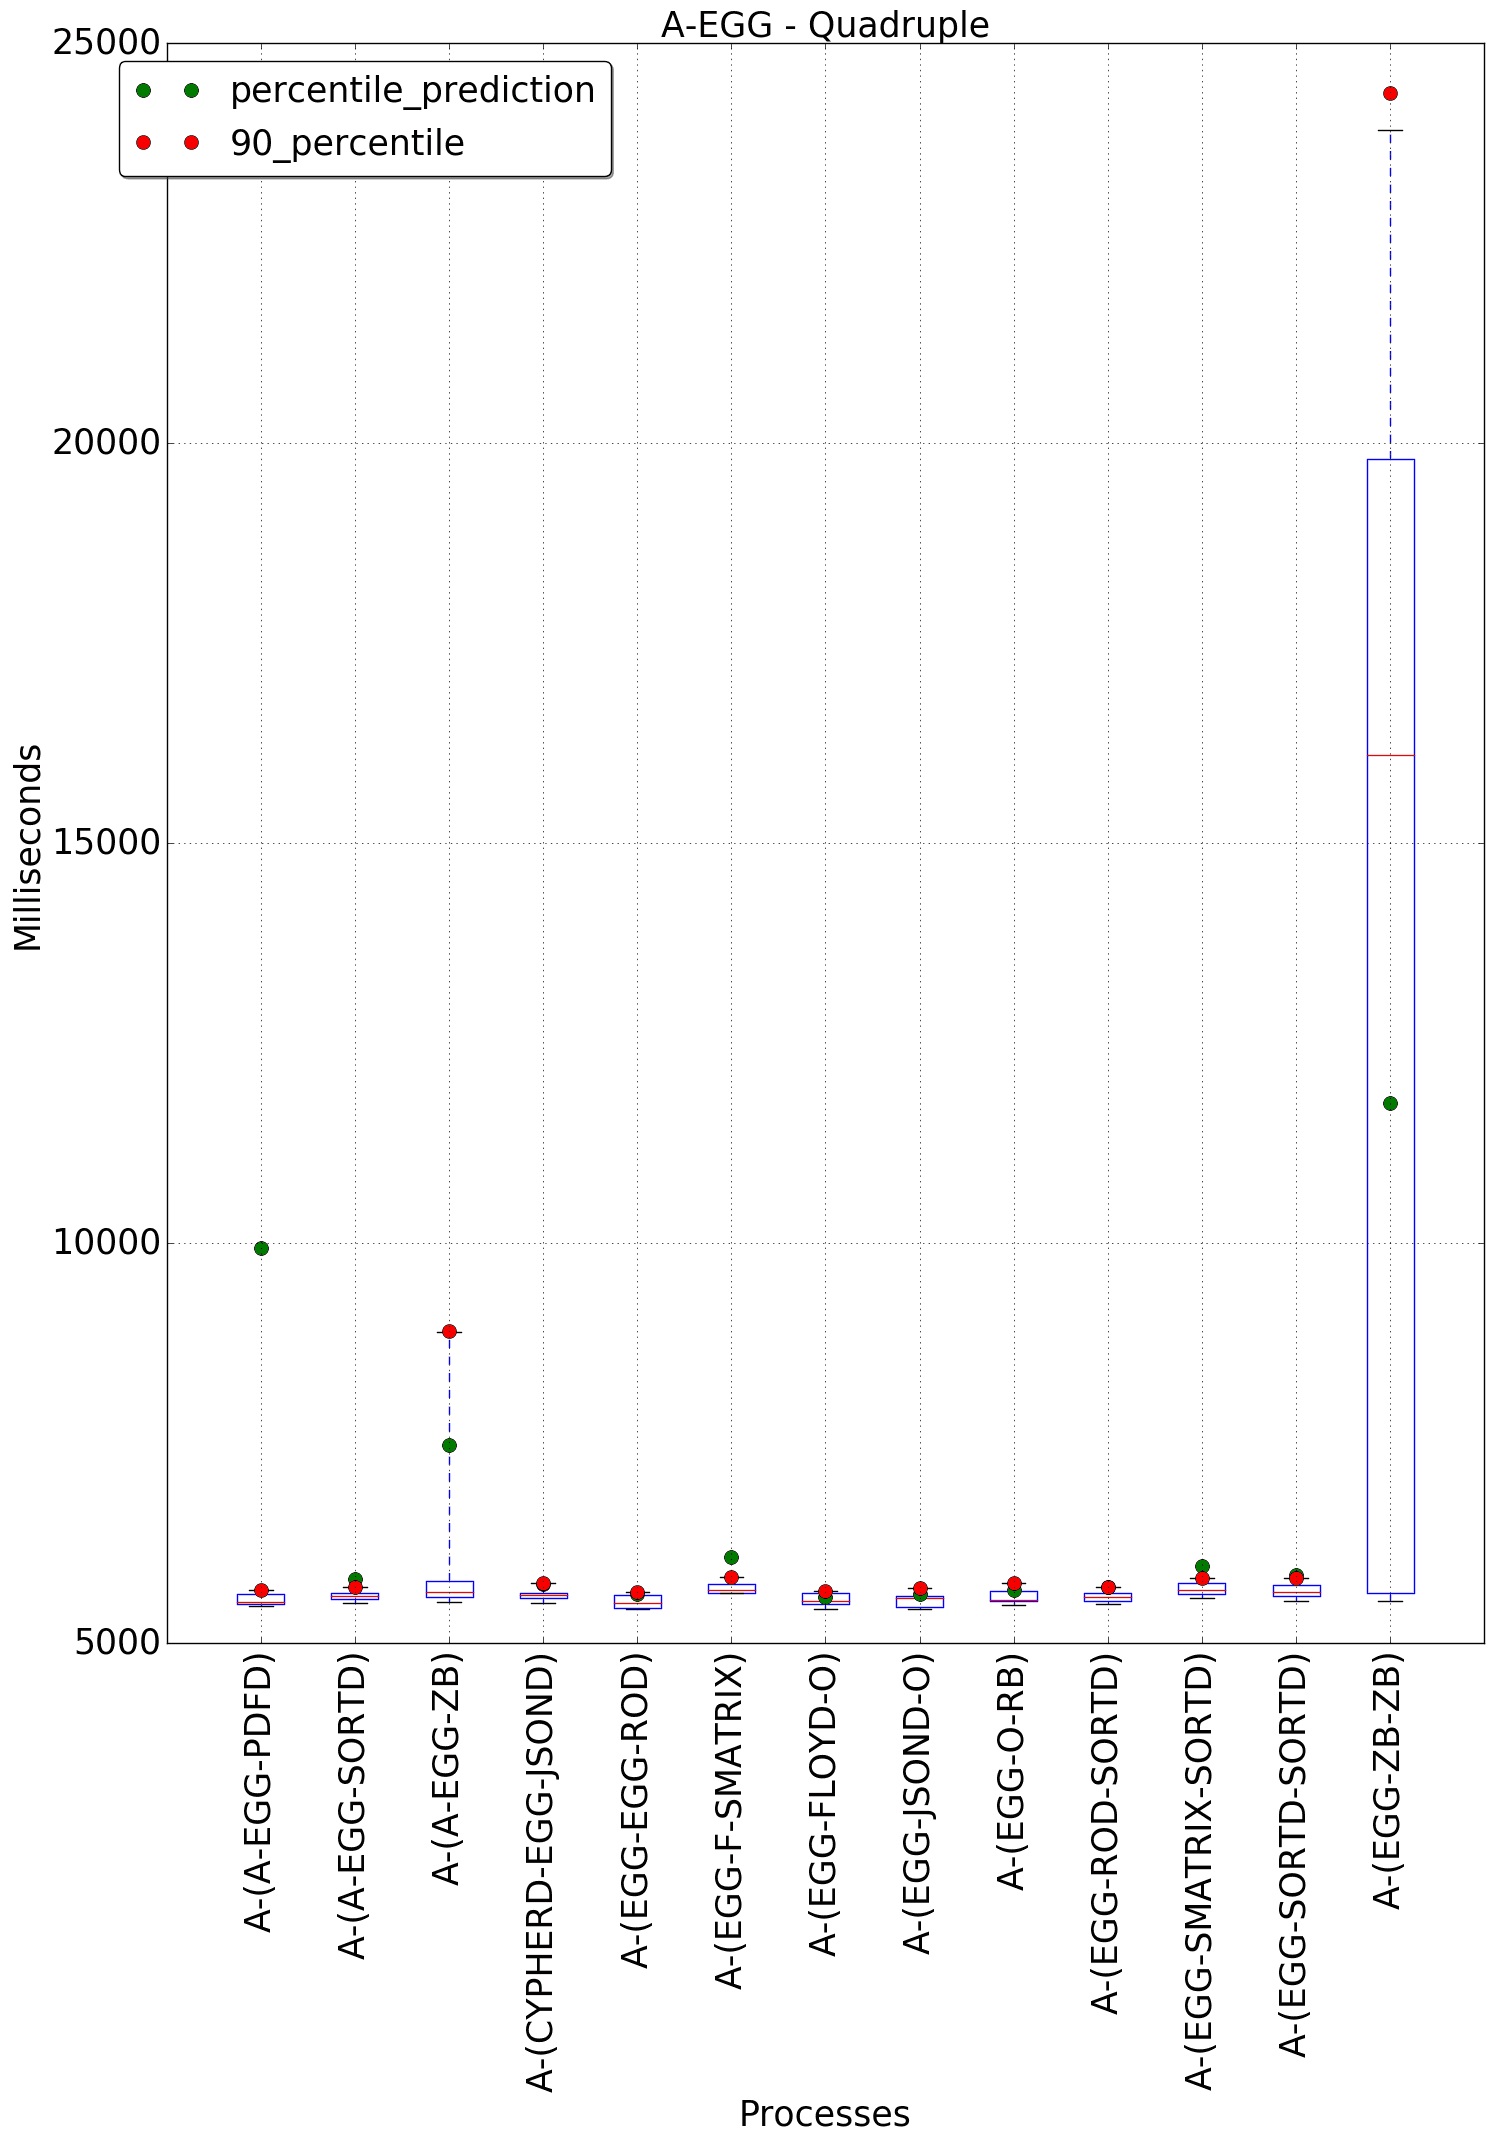 A-EGG - Quadruple
percentile_prediction
90_percentile
25000
20000
15000
10000
5000
Milliseconds
A-(A-EGG-PDFD)
A-(A-EGG-SORTD)
A-(A-EGG-ZB)
A-(CYPHERD-EGG-JSOND)
A-(EGG-EGG-ROD)
A-(EGG-F-SMATRIX)
A-(EGG-FLOYD-O)
A-(EGG-JSOND-O)
A-(EGG-O-RB)
A-(EGG-ROD-SORTD)
A-(EGG-SMATRIX-SORTD)
A-(EGG-SORTD-SORTD)
A-(EGG-ZB-ZB)
Processes